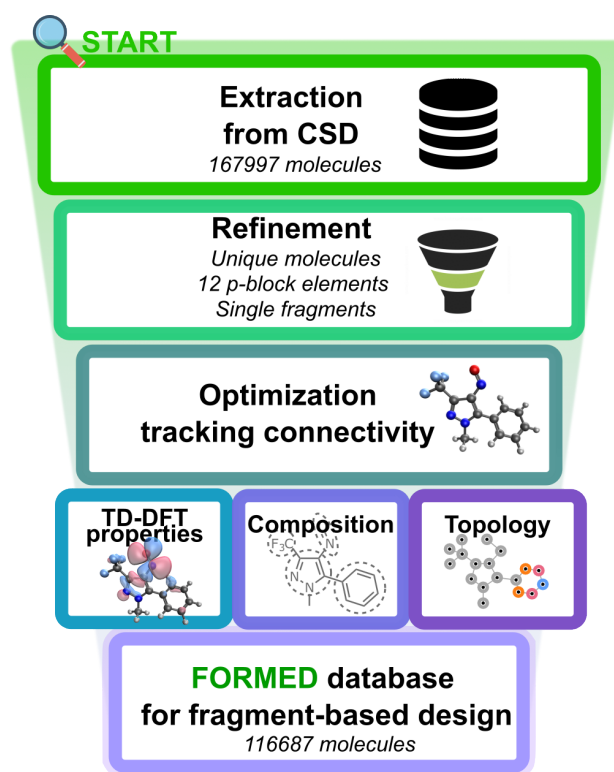 START
Extraction
from CSD
167997 molecules
Refinement
Unique molecules
12 p-block elements
Single fragments
Optimization
tracking connectivity
TD-DFT
properties
Composition
F₃C
N
N
N
Topology
FORMED database
for fragment-based design
116687 molecules